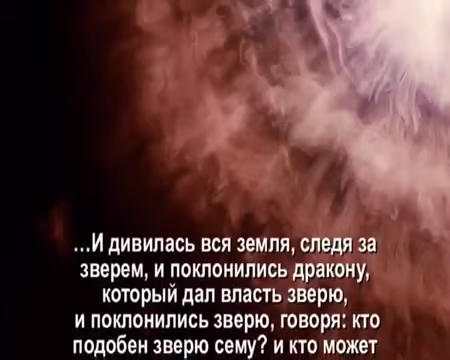 ...И дивилась вся земля, следя за
зверем, и поклонились дракону,
который дал власть зверю,
и поклонились зверю, говоря: кто
подобен зверю сему? и кто может